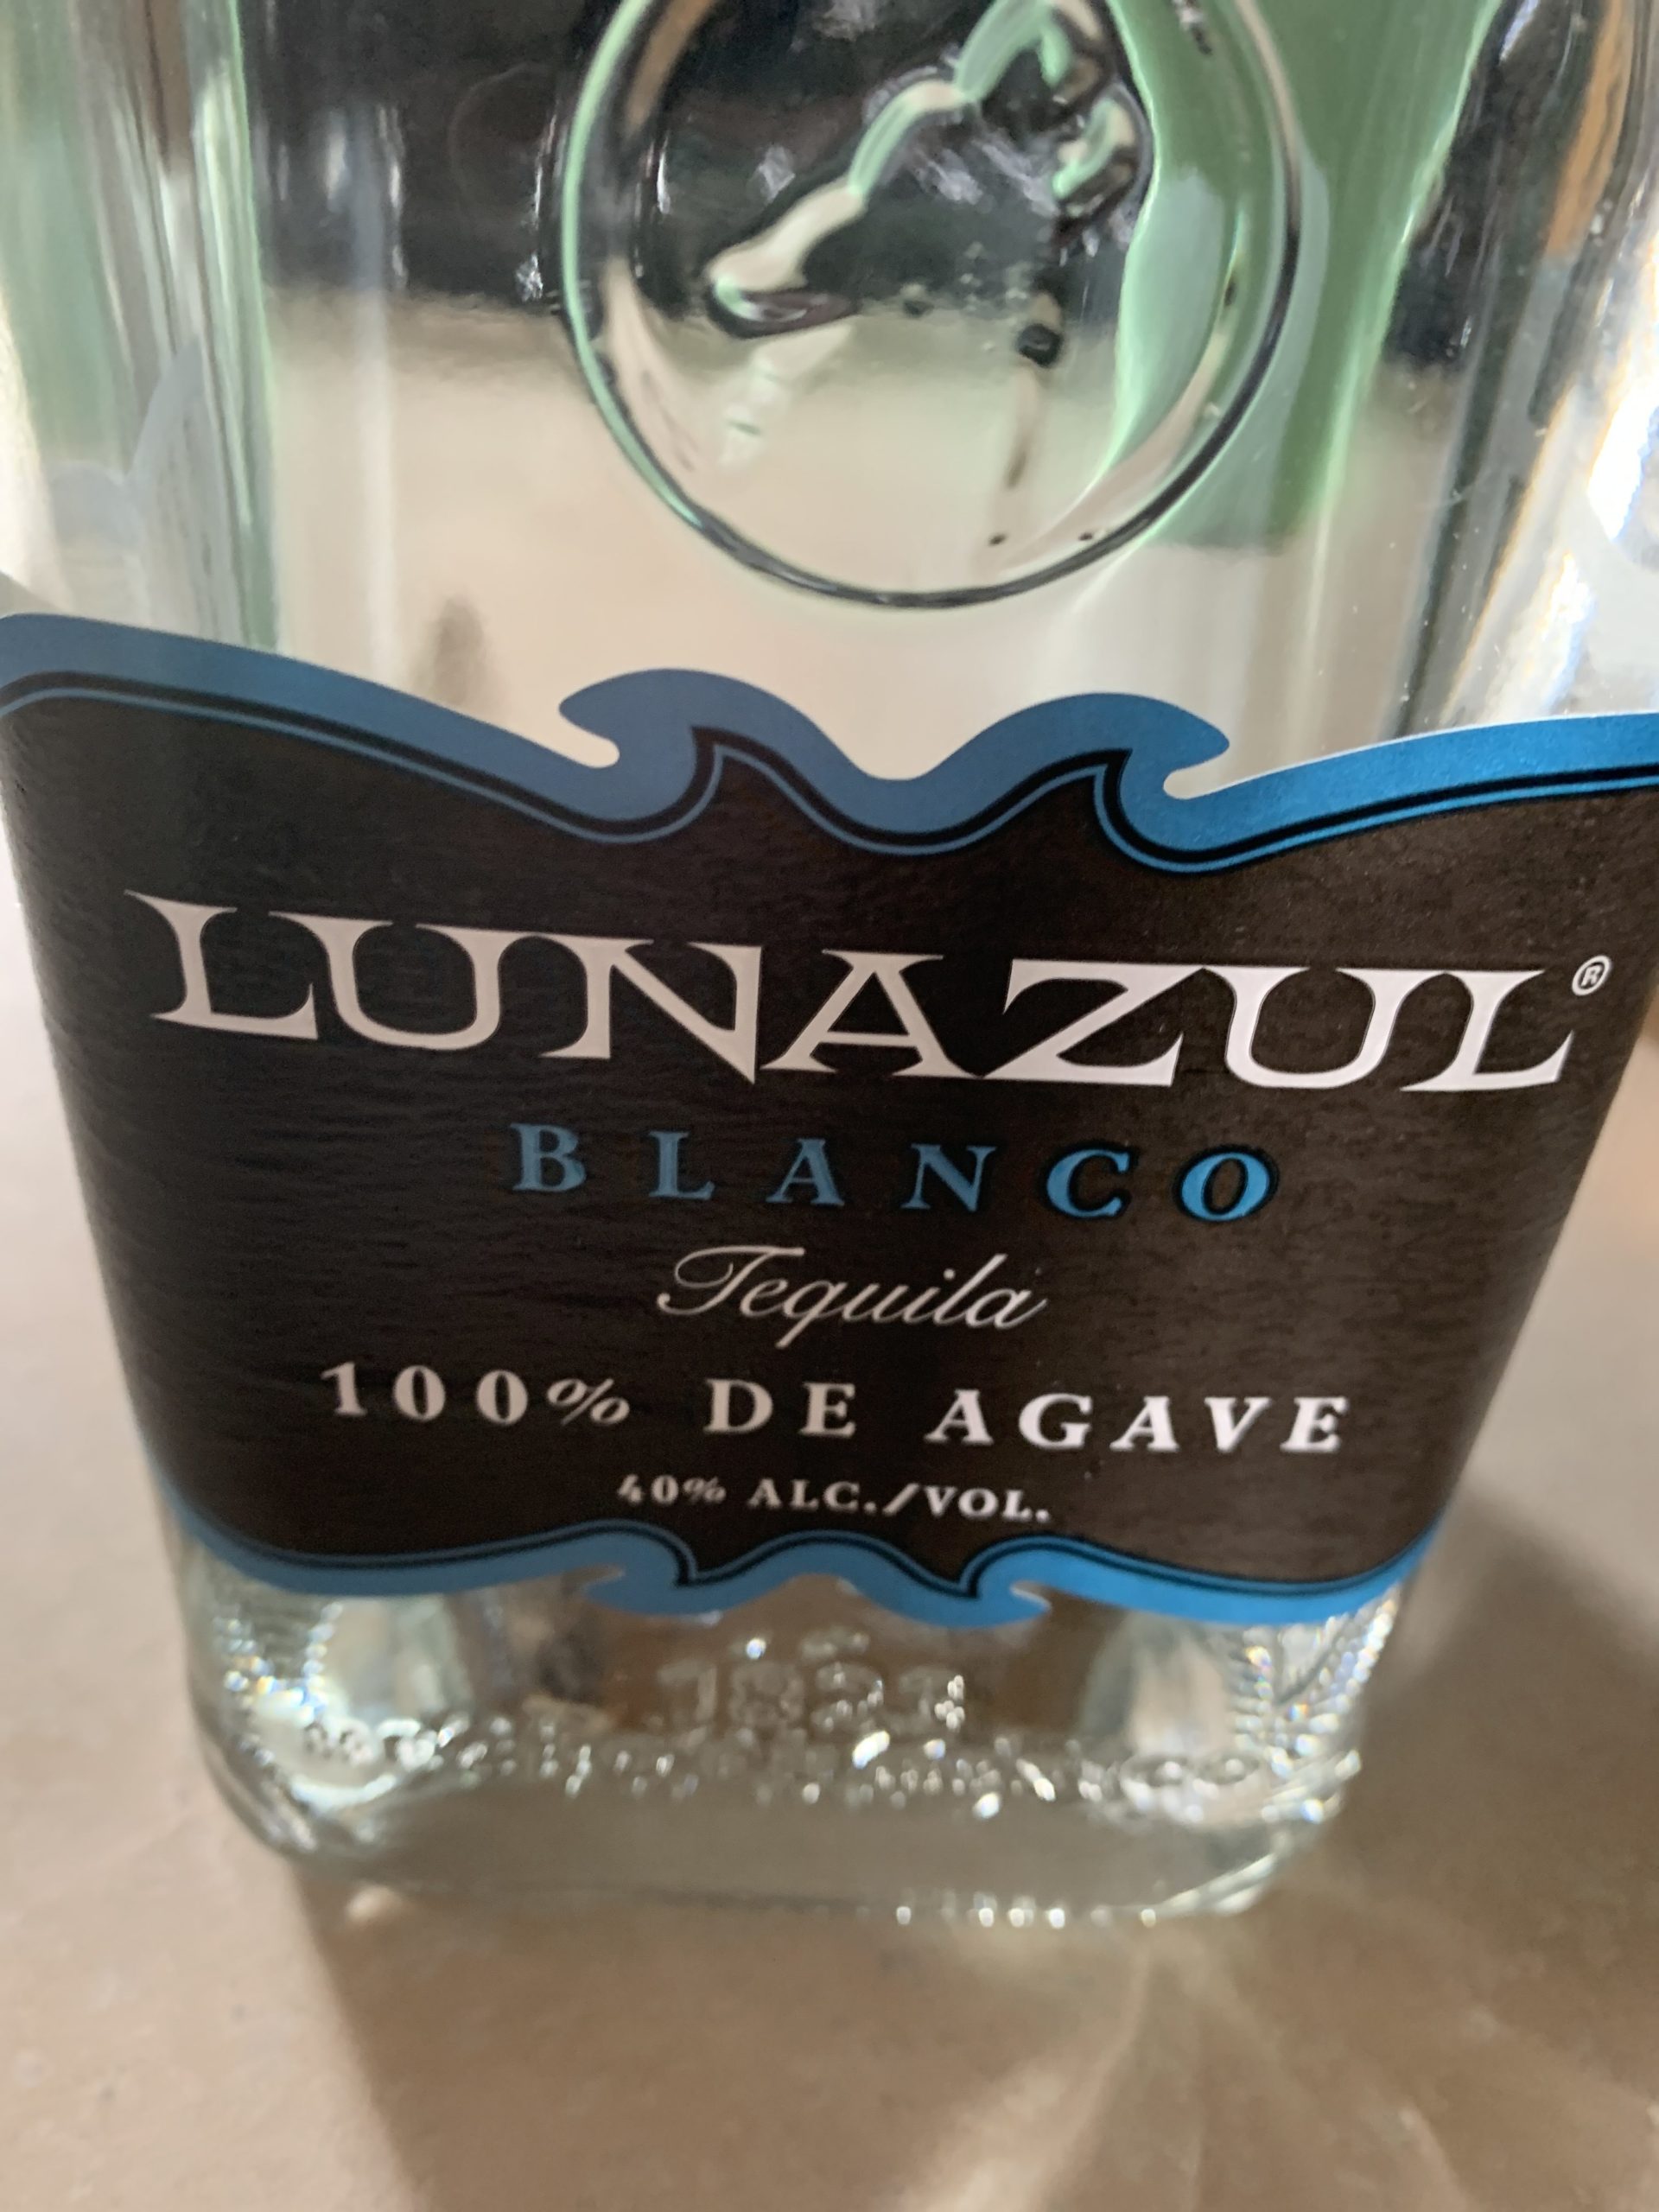 LUNAZUL®
BLANCO
Tequila
100% DE AGAVE
40% ALC./VOL.